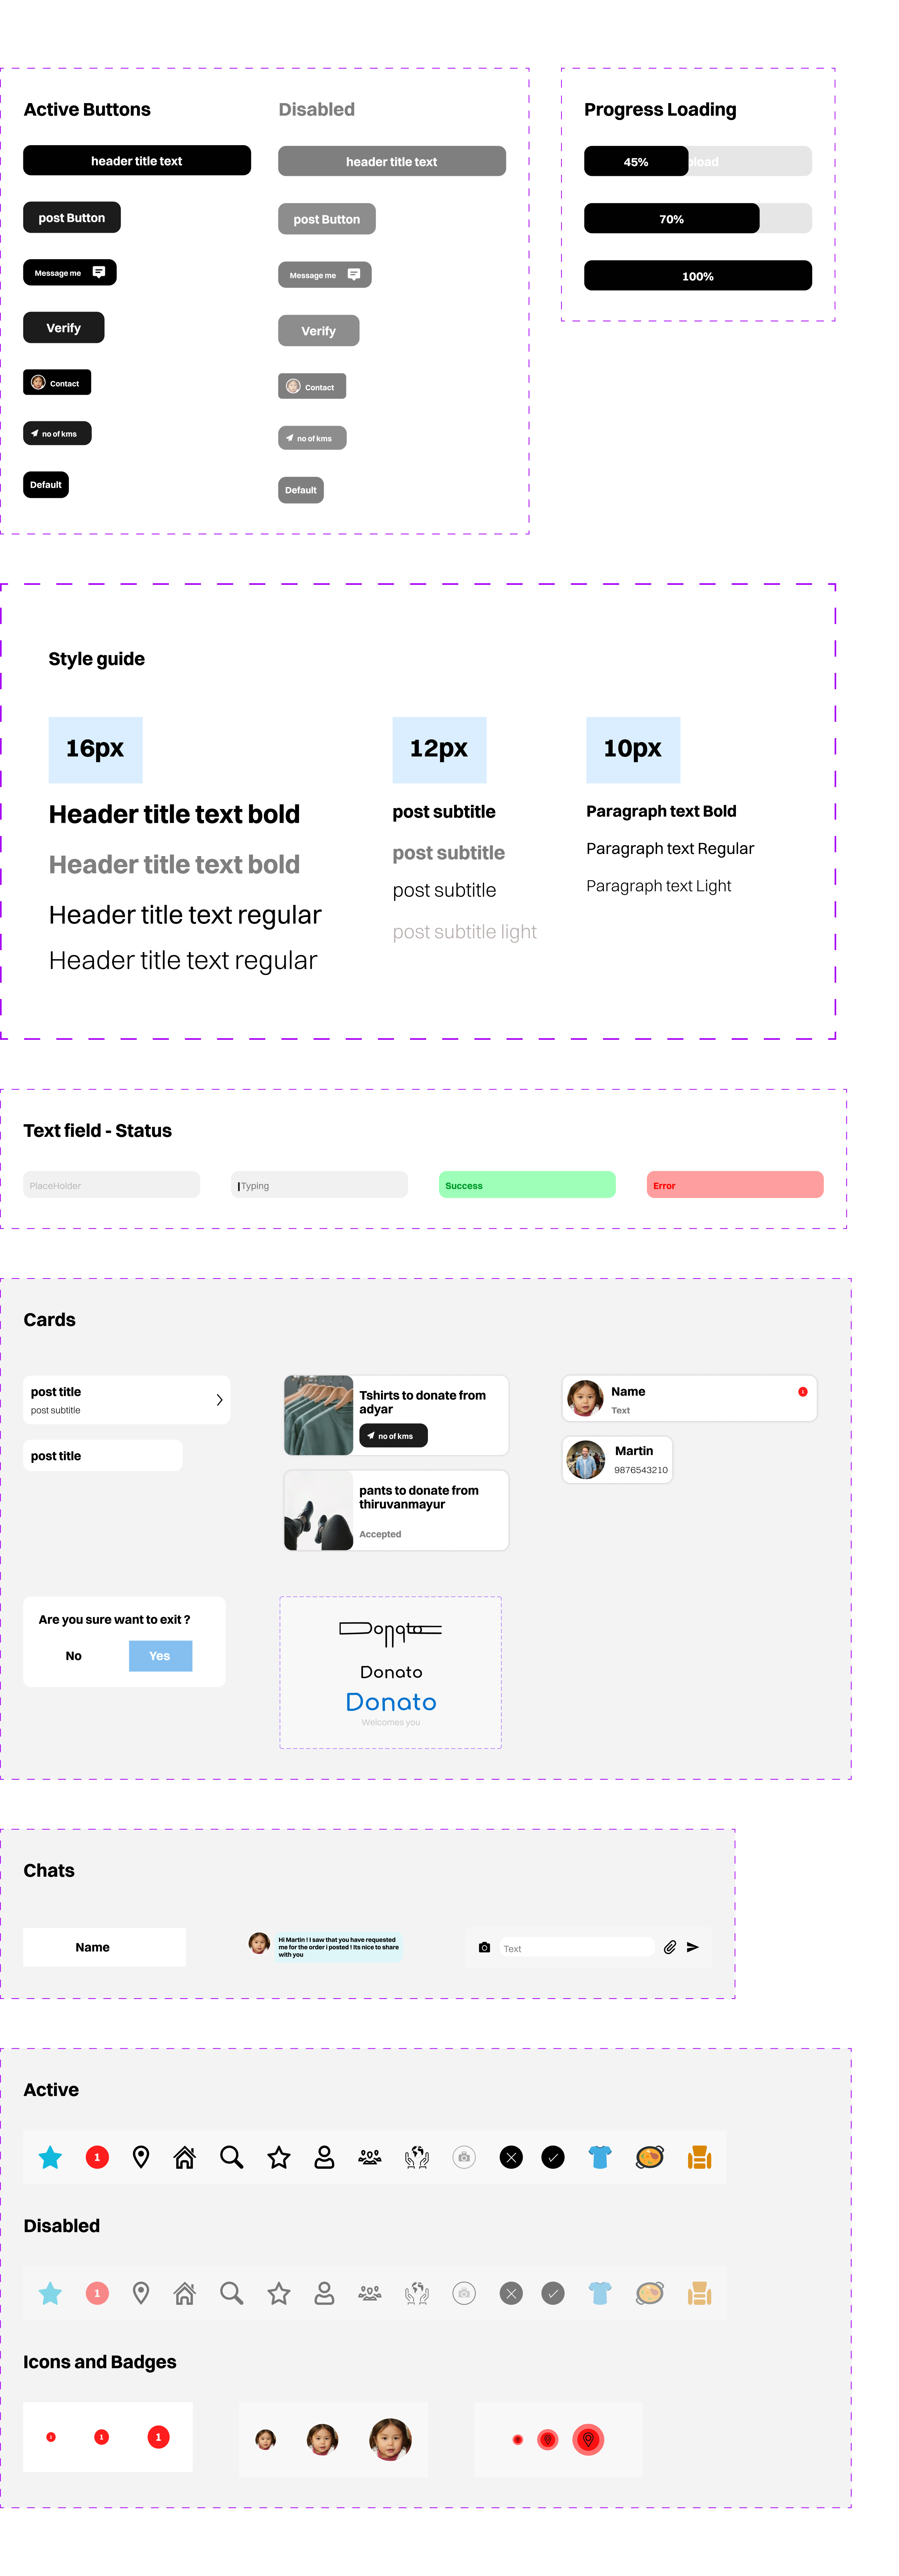 Active Buttons
header title text
post Button
Message me
Verify
Contact
no of kms
Default
Disabled
header title text
post Button
Message me
Verify
Contact
no of kms
Default
Progress Loading
45%
70%
100%
Style guide
16px
Header title text bold
Header title text bold
Header title text regular
Header title text regular
12px
post subtitle
post subtitle
post subtitle
post subtitle light
10px
Paragraph text Bold
Paragraph text Regular
Paragraph text Light
Text field - Status
PlaceHolder
Typing
Success
Error
Cards
post title
post subtitle
post title
Tshirts to donate from
adyar
no of kms
pants to donate from
thiruvanmayur
Accepted
Name
Text
1
Martin
9876543210
Are you sure want to exit ?
No
Yes
Donato
Donato
Donato
Welcomes you
Chats
Name
Hi Martin ! I saw that you have requested
me for the order i posted ! Its nice to share
with you
Text
Active
1
Disabled
1
Icons and Badges
1
1
1